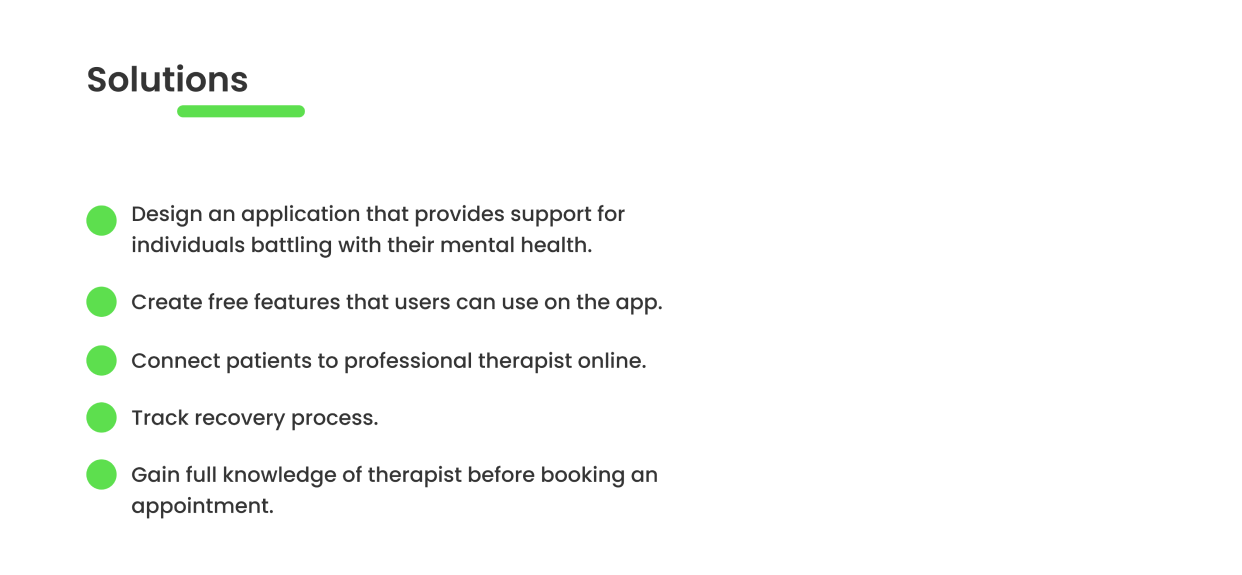 Solutions
Design an application that provides support for
individuals battling with their mental health.
Create free features that users can use on the app.
Connect patients to professional therapist online.
Track recovery process.
Gain full knowledge of therapist before booking an
appointment.